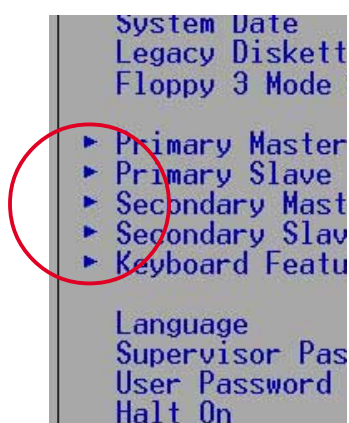 System Date
Legacy Diskett
Floppy 3 Mode
Primary Master
Primary Slave
Secondary Mast
Secondary Slav
Keyboard Featu
Language
Supervisor Pas
User Password
Halt On